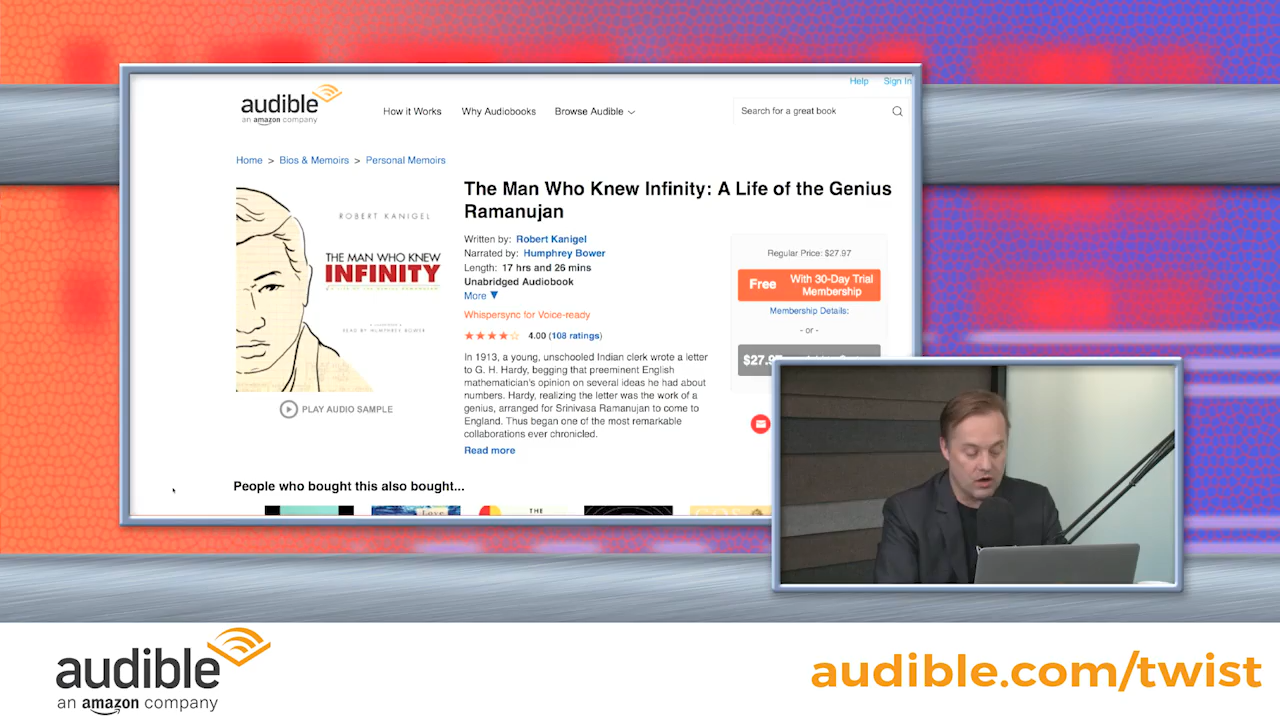 Help Sign In
audible
an amazon company
How it Works Why Audiobooks Browse Audible
Search for a great book
Home > Bios & Memoirs > Personal Memoirs
ROBERT KANIGEL
THE MAN WHO KNEW
INFINITY
READ BY HUMPHREY BOWER
PLAY AUDIO SAMPLE
The Man Who Knew Infinity: A Life of the Genius
Ramanujan
Written by: Robert Kanigel
Narrated by: Humphrey Bower
Length: 17 hrs and 26 mins
Unabridged Audiobook
More
Whispersync for Voice-ready
4.00 (108 ratings)
In 1913, a young, unschooled Indian clerk wrote a letter
to G. H. Hardy, begging that preeminent English
mathematician's opinion on several ideas he had about
numbers. Hardy, realizing the letter was the work of a
genius, arranged for Srinivasa Ramanujan to come to
England. Thus began one of the most remarkable
collaborations ever chronicled.
Read more
Regular Price: $27.97
Free With 30-Day Trial
Membership
Membership Details:
- or -
People who bought this also bought...
Love
THE
audible
an amazon company
audible.com/twist